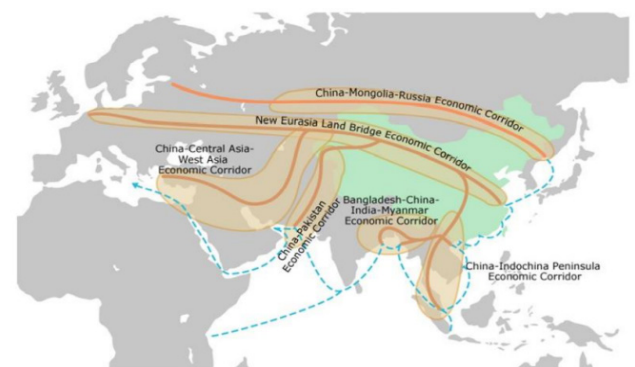 China-Mongolia-Russia Economic Corridor
New Eurasia Land Bridge Economic Corridor
China-Central Asia-
West Asia
Economic Corridor
China-Pakistan
Economic Corridor
Bangladesh-China-
India-Myanmar
Economic Corridor
China-Indochina Peninsula
Economic Corridor